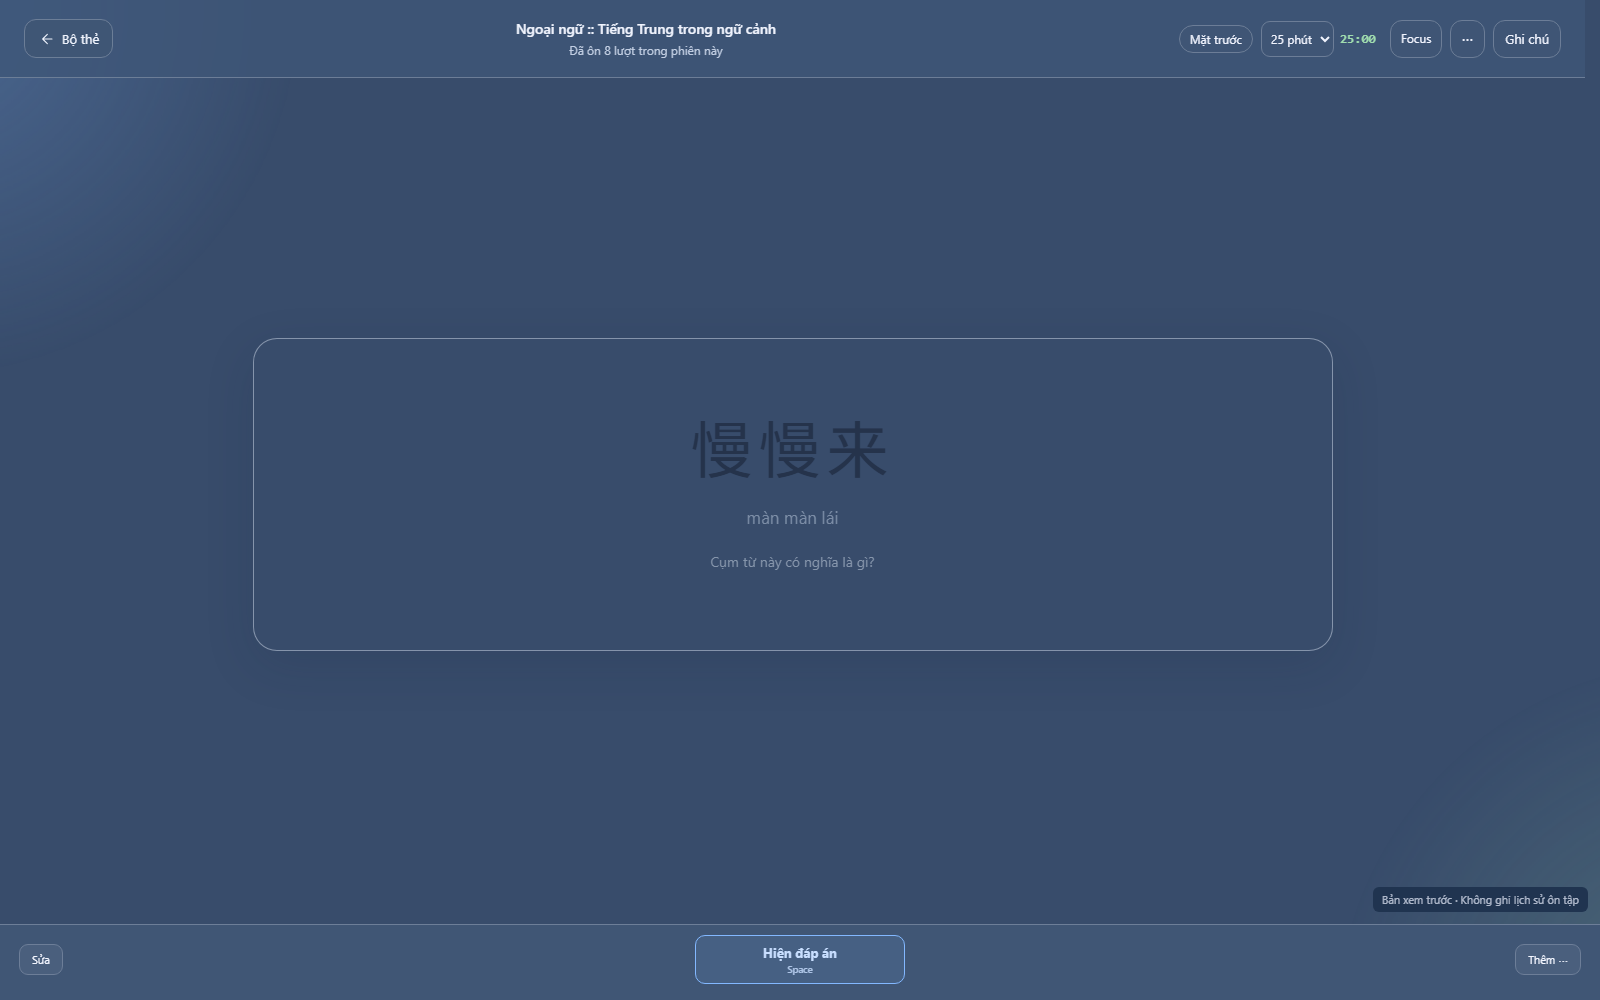 Bộ thẻ
Ngoại ngữ :: Tiếng Trung trong ngữ cảnh
Đã ôn 8 lượt trong phiên này
Mặt trước
25 phút
25:00
Focus
...
Ghi chú
慢慢来
màn màn lái
Cụm từ này có nghĩa là gì?
Bản xem trước · Không ghi lịch sử ôn tập
Sửa
Hiện đáp án
Space
Thêm ...